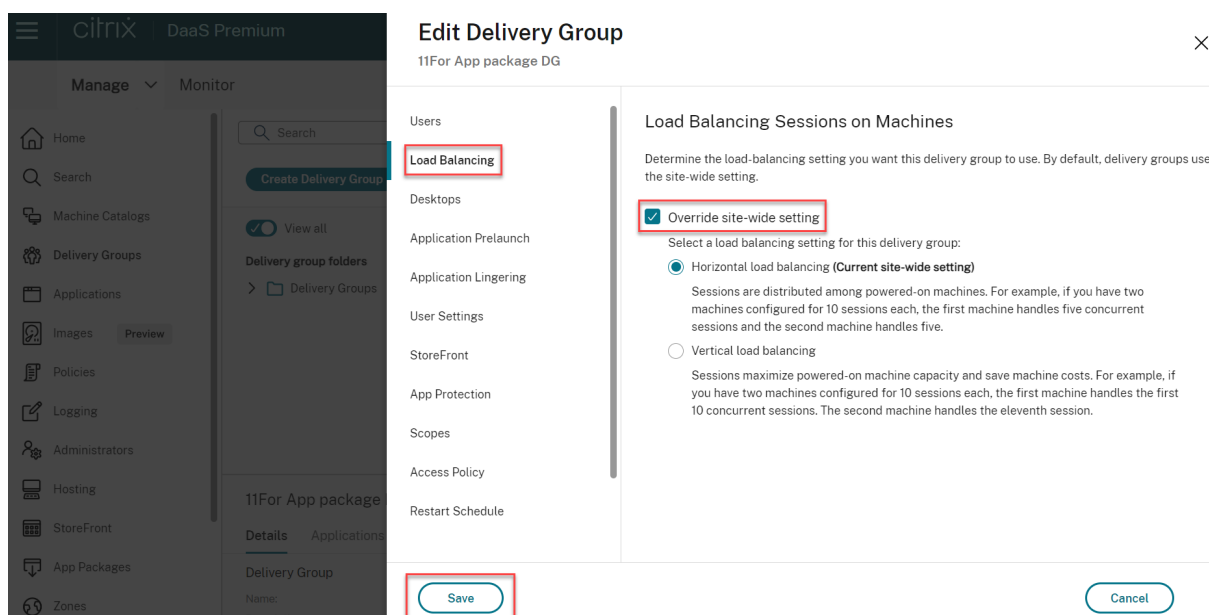 citrix DaaS Premium
Manage Monitor
Home
Search
Machine Catalogs
Delivery Groups
Applications
Images Preview
Policies
Logging
Administrators
Hosting
StoreFront
App Packages
Zones
Search
Create Delivery Group
View all
Delivery group folders
Delivery Groups
11For App package
Details Applications
Delivery Group
Name:
Edit Delivery Group
11For App package DG
Users
Load Balancing
Desktops
Application Prelaunch
Application Lingering
User Settings
StoreFront
App Protection
Scopes
Access Policy
Restart Schedule
Load Balancing Sessions on Machines
Determine the load-balancing setting you want this delivery group to use. By default, delivery groups use
the site-wide setting.
Override site-wide setting
Select a load balancing setting for this delivery group:
Horizontal load balancing (Current site-wide setting)
Sessions are distributed among powered-on machines. For example, if you have two
machines configured for 10 sessions each, the first machine handles five concurrent
sessions and the second machine handles five.
Vertical load balancing
Sessions maximize powered-on machine capacity and save machine costs. For example, if
you have two machines configured for 10 sessions each, the first machine handles the first
10 concurrent sessions. The second machine handles the eleventh session.
Save
Cancel